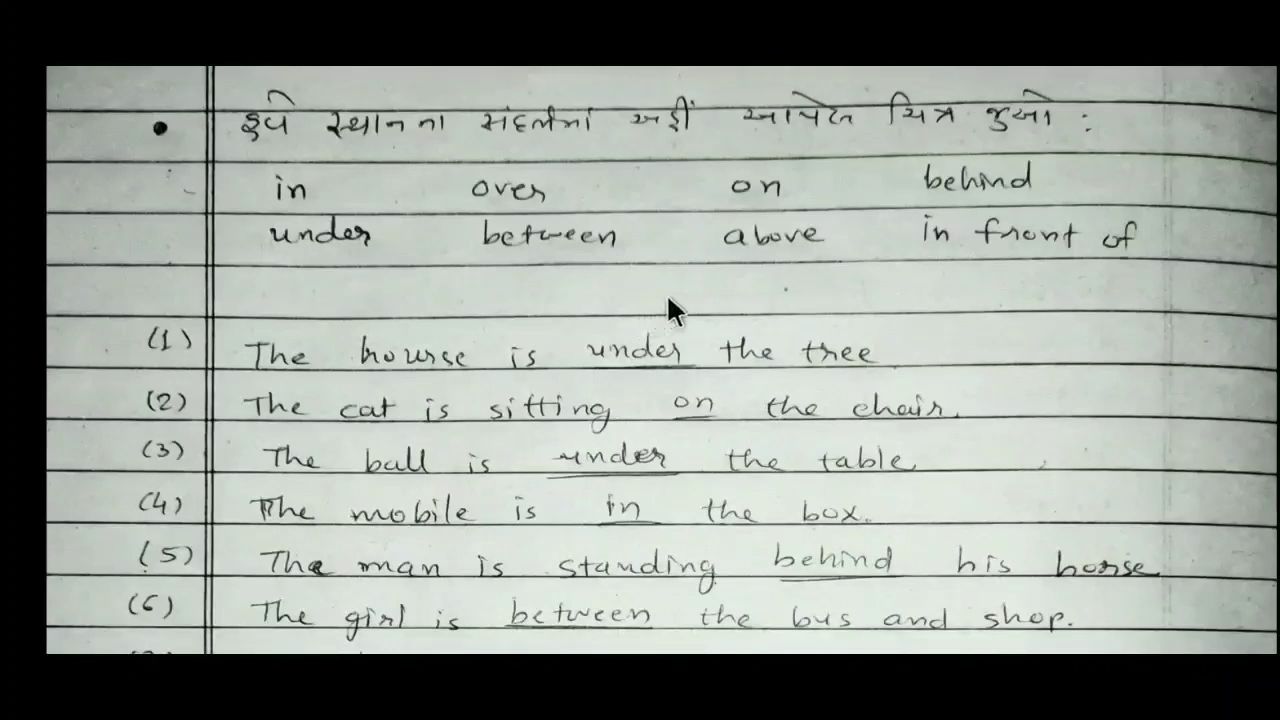 • હવે સ્થાનના સંદર્ભમાં અહીં આપેલ ચિત્ર જુઓ :
in over on behind
under between above in front of
(1) The hourse is under the tree
(2) The cat is sitting on the chair.
(3) The ball is under the table
(4) The mobile is in the box.
(5) The man is standing behind his horse
(6) The girl is between the bus and shop.